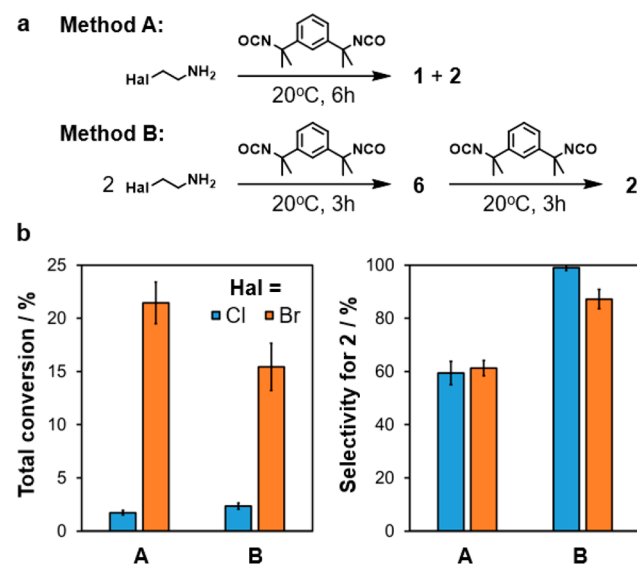 a Method A:
OCN NCO
Hal NH2
20°C, 6h
1 + 2
Method B:
OCN NCO OCN NCO
2 Hal NH2
20°C, 3h 6 20°C, 3h 2
b
25
20
15
10
5
0
Total conversion / %
Hal =
Cl Br
A B
100
80
60
40
20
0
Selectivity for 2 / %
A B